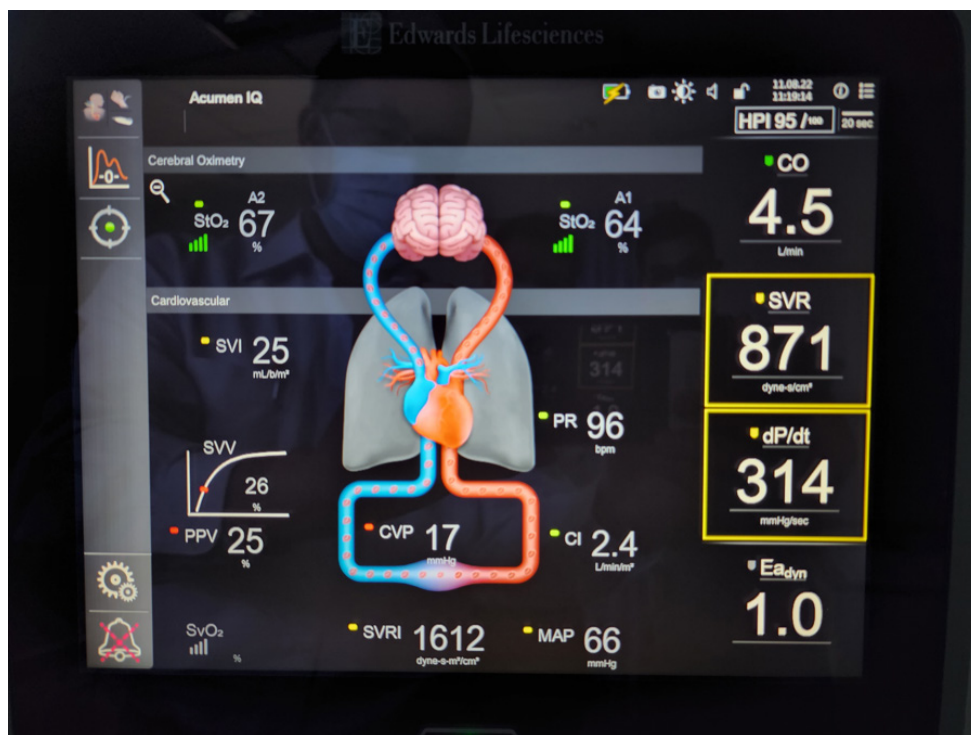 Edwards Lifesciences
Acumen IQ
11.08.22
11:19:14
HPI 95 /100
20 sec
Cerebral Oximetry
A2
StO₂ 67
%
A1
StO₂ 64
%
CO
4.5
L/min
Cardiovascular
SVI 25
mL/b/m²
SVR
871
dyne-s/cm⁵
PR 96
bpm
SVV
26
%
PPV 25
%
CVP 17
mmHg
CI 2.4
L/min/m²
dP/dt
314
mmHg/sec
SvO₂
%
SVRI 1612
dyne-s-m²/cm⁵
MAP 66
mmHg
Eadyn
1.0
-0-
314